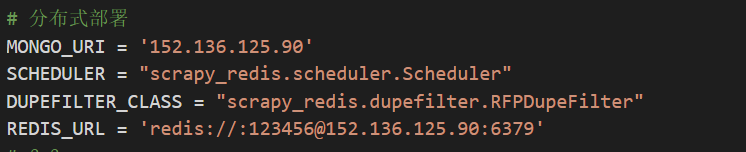 # 分布式部署
MONGO_URI = '152.136.125.90'
SCHEDULER = "scrapy_redis.scheduler.Scheduler"
DUPEFILTER_CLASS = "scrapy_redis.dupefilter.RFPDupeFilter"
REDIS_URL = 'redis://:123456@152.136.125.90:6379'